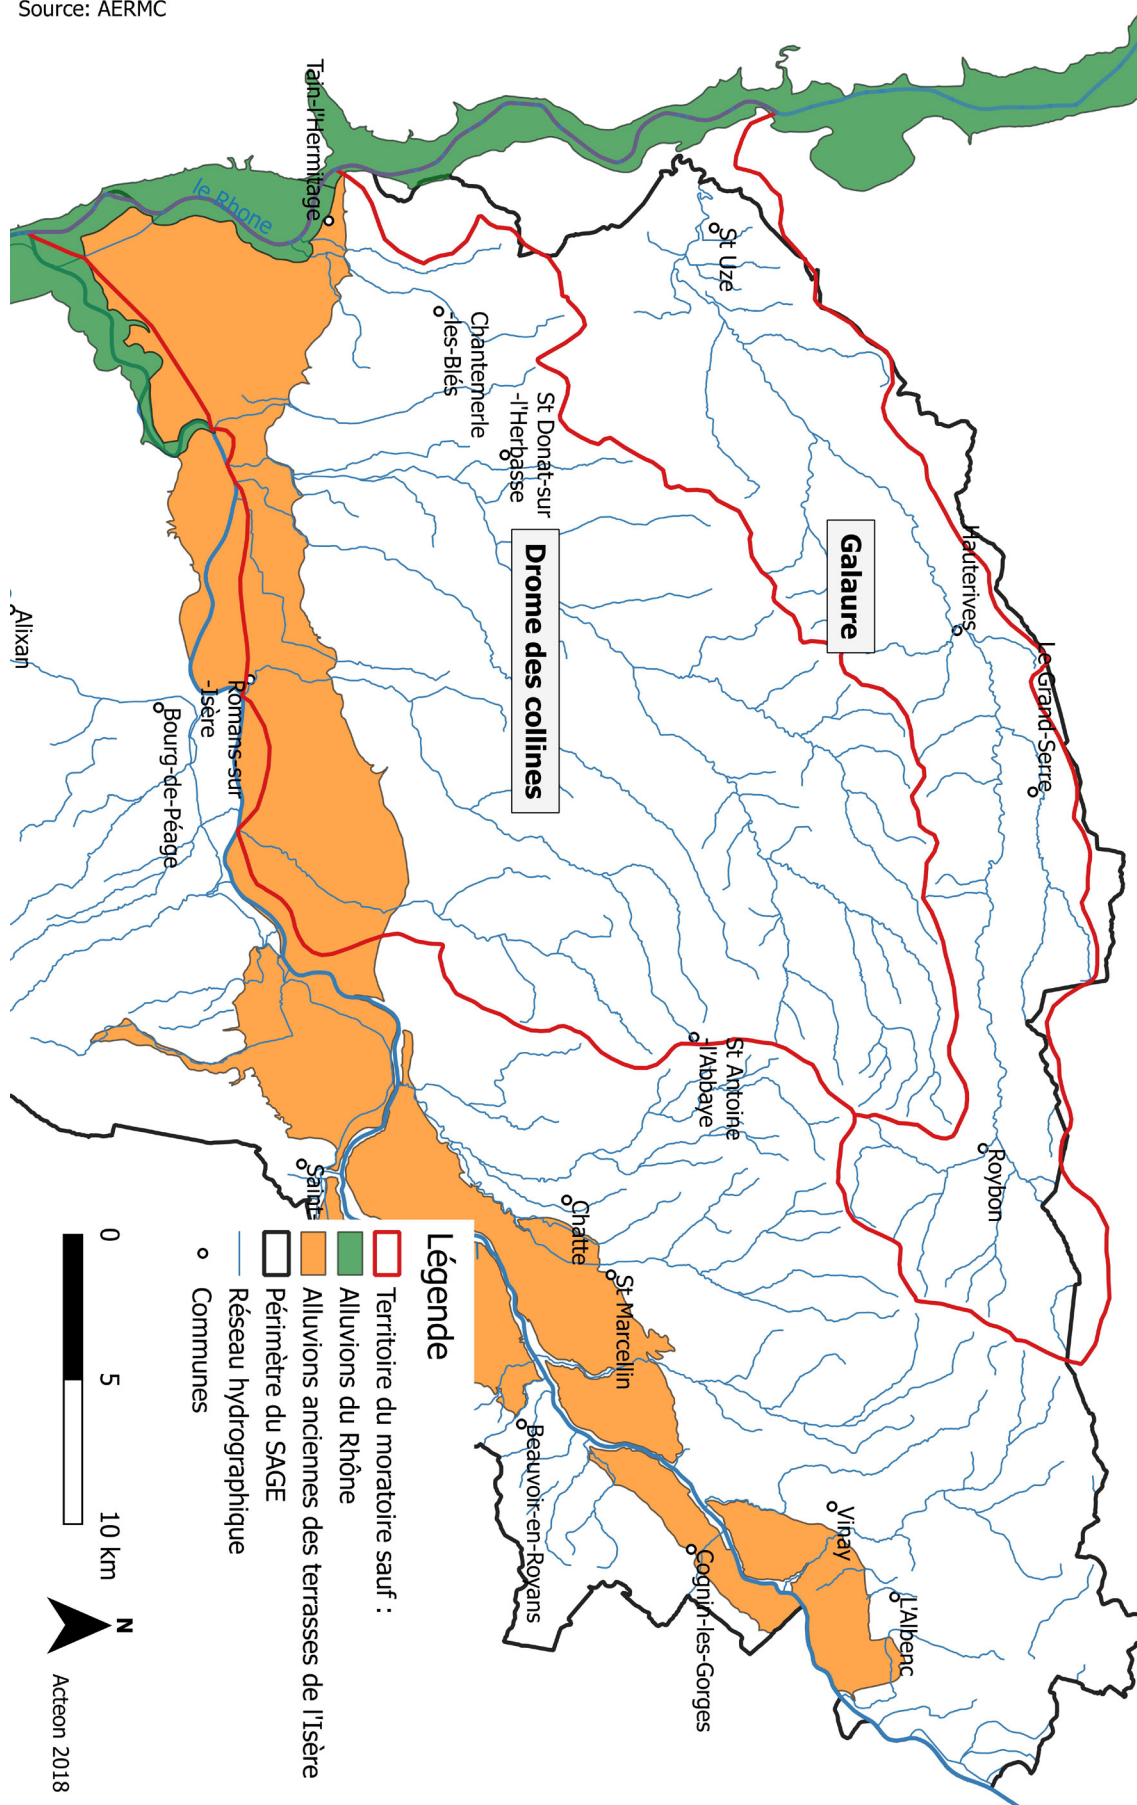 Source: AERMC
Tain-l'Hermitage
le Rhone
St Uze
Chantemerle
-les-Blés
St Donat-sur
-l'Herbasse
Galaure
Drome des collines
Hauterives
Le-Grand-Serre
Alixan
Romans-sur
-Isère
Bourg-de-Péage
St Antoine
-l'Abbaye
Roybon
Saint-
Chatte
St Marcellin
Beauvoir-en-Royans
Vinay
Cognin-les-Gorges
L'Albenc
Légende
Territoire du moratoire sauf :
Alluvions du Rhône
Alluvions anciennes des terrasses de l'Isère
Périmètre du SAGE
Réseau hydrographique
Communes
0 5 10 km
N
Acteon 2018